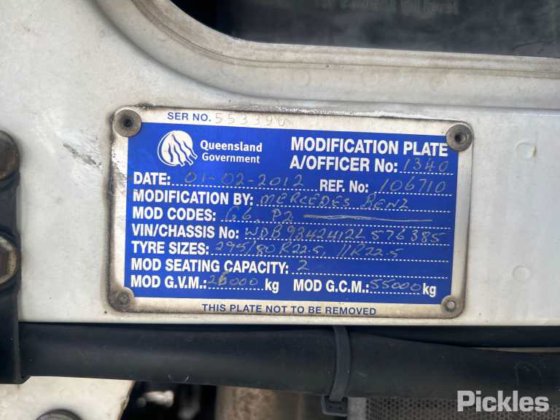 SER NO. 553390
Queensland Government
MODIFICATION PLATE
A/OFFICER No: 1340
DATE: 01-02-2012 REF. No: 106710
MODIFICATION BY: MERCEDES BENZ
MOD CODES: G6 P2
VIN/CHASSIS No: WDB9342412L576385
TYRE SIZES: 295/80 R22.5 11R22.5
MOD SEATING CAPACITY: 2
MOD G.V.M: 26000 kg MOD G.C.M: 55000 kg
THIS PLATE NOT TO BE REMOVED
Pickles